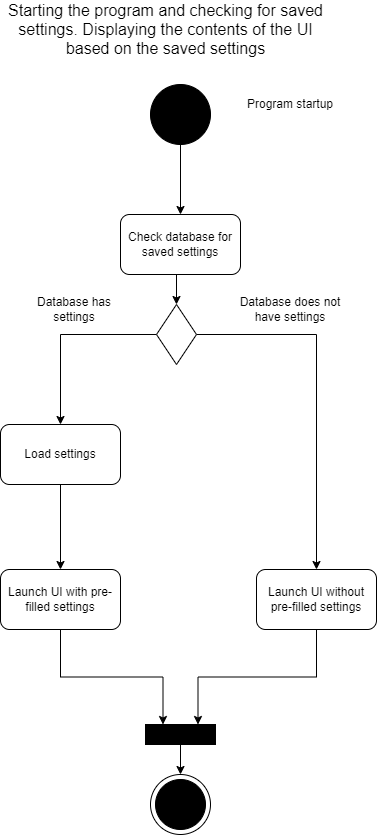 Starting the program and checking for saved
settings. Displaying the contents of the UI
based on the saved settings
Program startup
Check database for
saved settings
Database has
settings
Database does not
have settings
Load settings
Launch UI with pre-
filled settings
Launch UI without
pre-filled settings